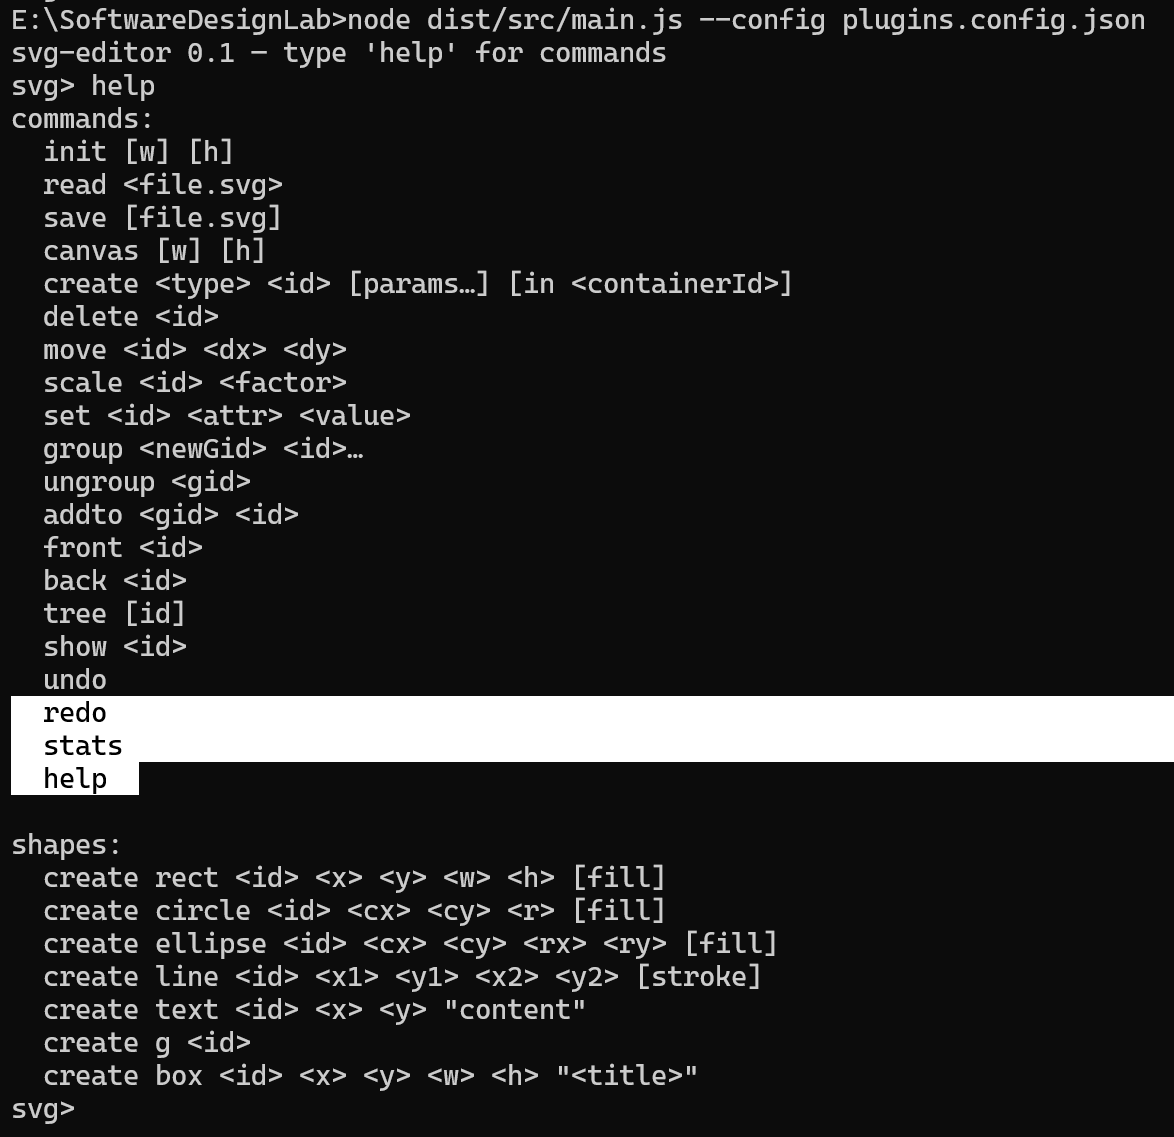 E:\SoftwareDesignLab>node dist/src/main.js --config plugins.config.json
svg-editor 0.1 — type 'help' for commands
svg> help
commands:
  init [w] [h]
  read <file.svg>
  save [file.svg]
  canvas [w] [h]
  create <type> <id> [params…] [in <containerId>]
  delete <id>
  move <id> <dx> <dy>
  scale <id> <factor>
  set <id> <attr> <value>
  group <newGid> <id>…
  ungroup <gid>
  addto <gid> <id>
  front <id>
  back <id>
  tree [id]
  show <id>
  undo
  redo
  stats
  help

shapes:
  create rect <id> <x> <y> <w> <h> [fill]
  create circle <id> <cx> <cy> <r> [fill]
  create ellipse <id> <cx> <cy> <rx> <ry> [fill]
  create line <id> <x1> <y1> <x2> <y2> [stroke]
  create text <id> <x> <y> "content"
  create g <id>
  create box <id> <x> <y> <w> <h> "<title>"
svg>